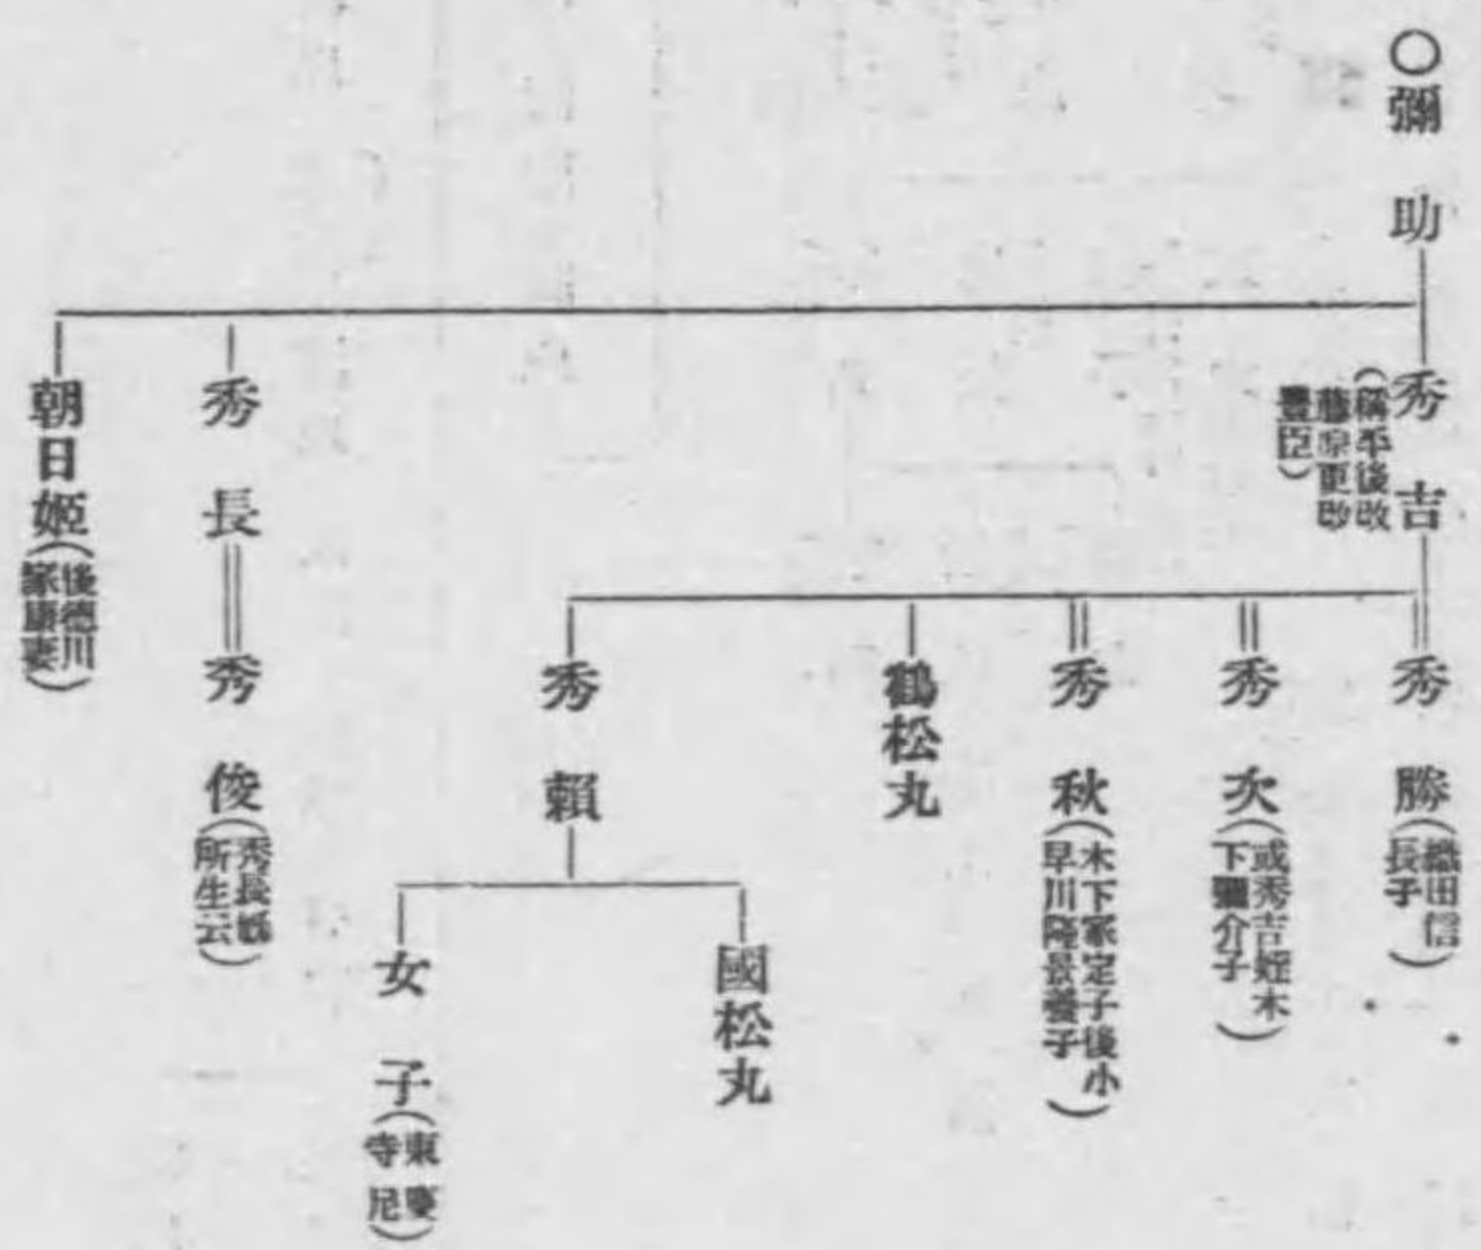 ○彌助
秀吉
(稱平後改
藤原更改
豐臣)
秀長
朝日姬
(後德川
家康妻)
秀勝
(織田信
長子)
秀次
(或秀吉姪木
下彌介子)
秀秋
(木下家定子後小
早川隆景養子)
鶴松丸
秀賴
秀俊
(秀長
所生云)
國松丸
女子
(東慶
寺尼)